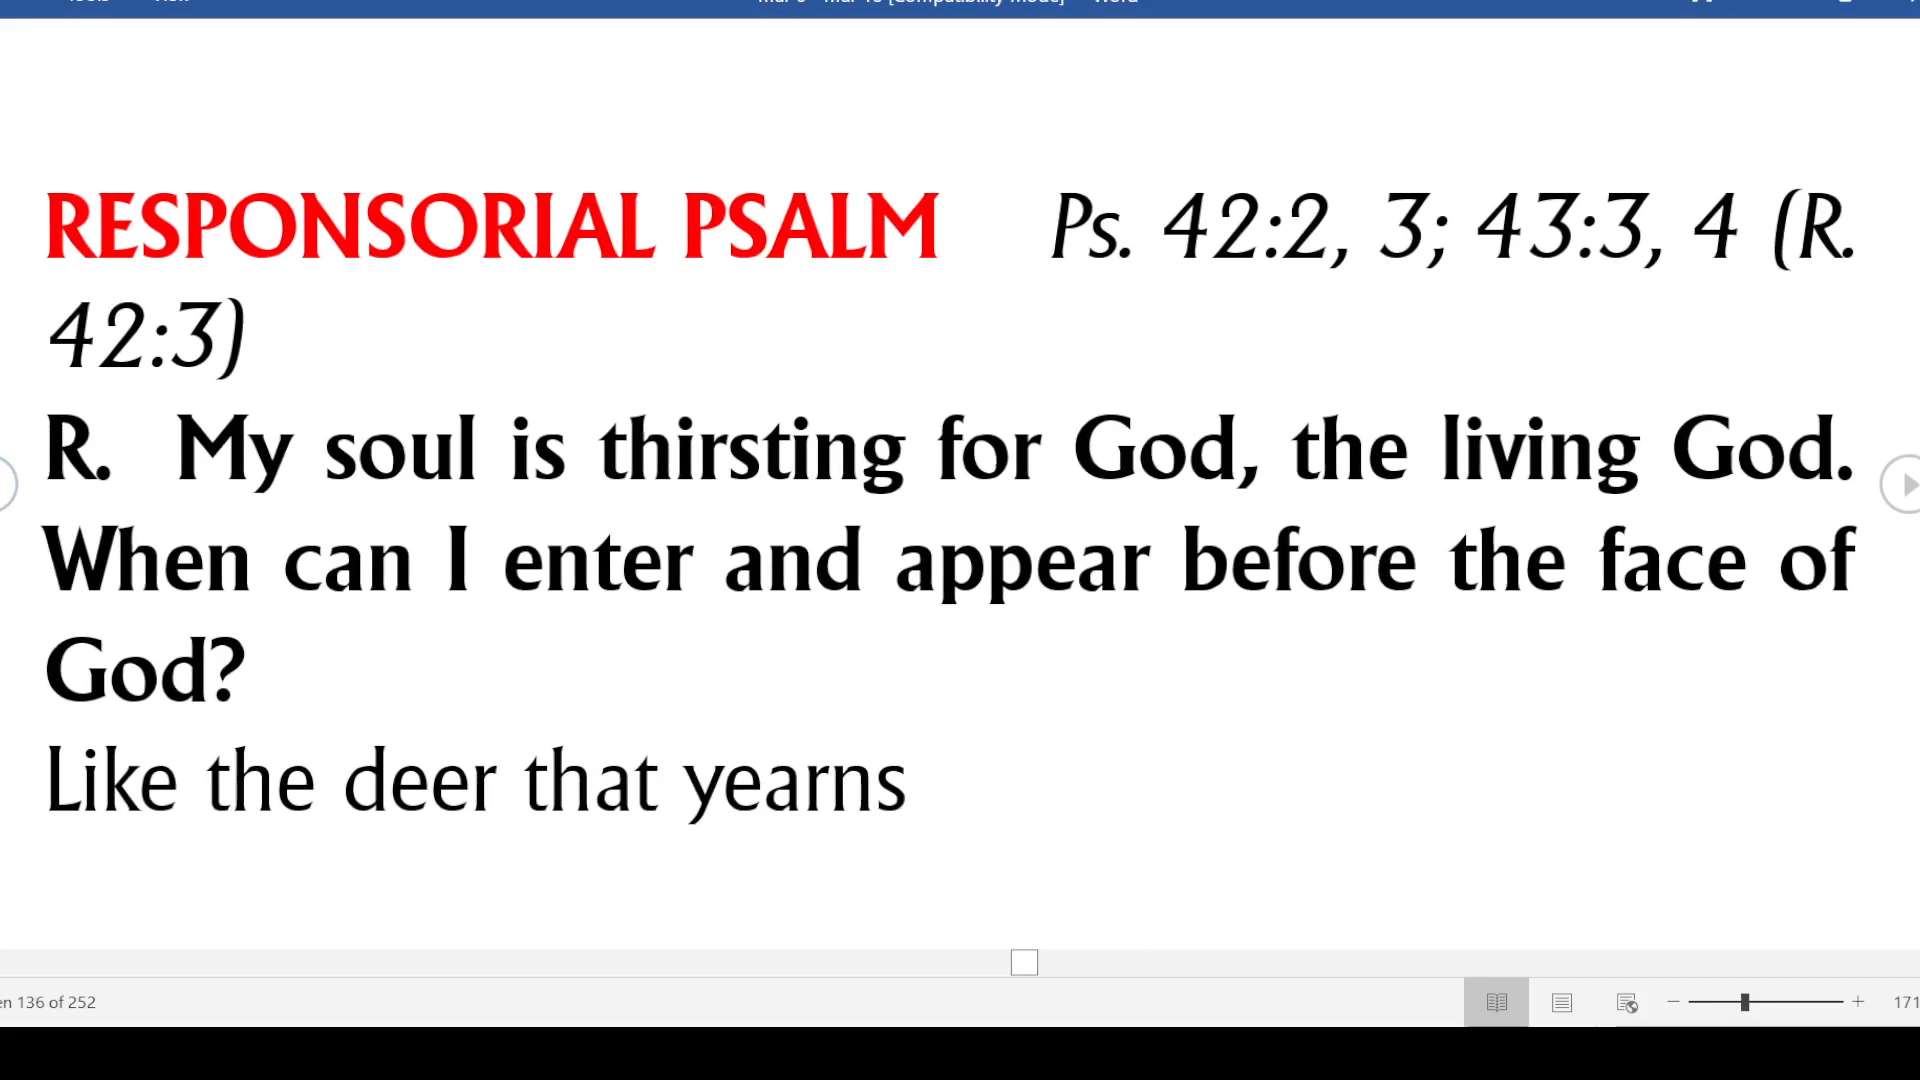 RESPONSORIAL PSALM Ps. 42:2, 3; 43:3, 4 (R.
42:3)
R. My soul is thirsting for God, the living God.
When can I enter and appear before the face of
God?
Like the deer that yearns
136 of 252
171